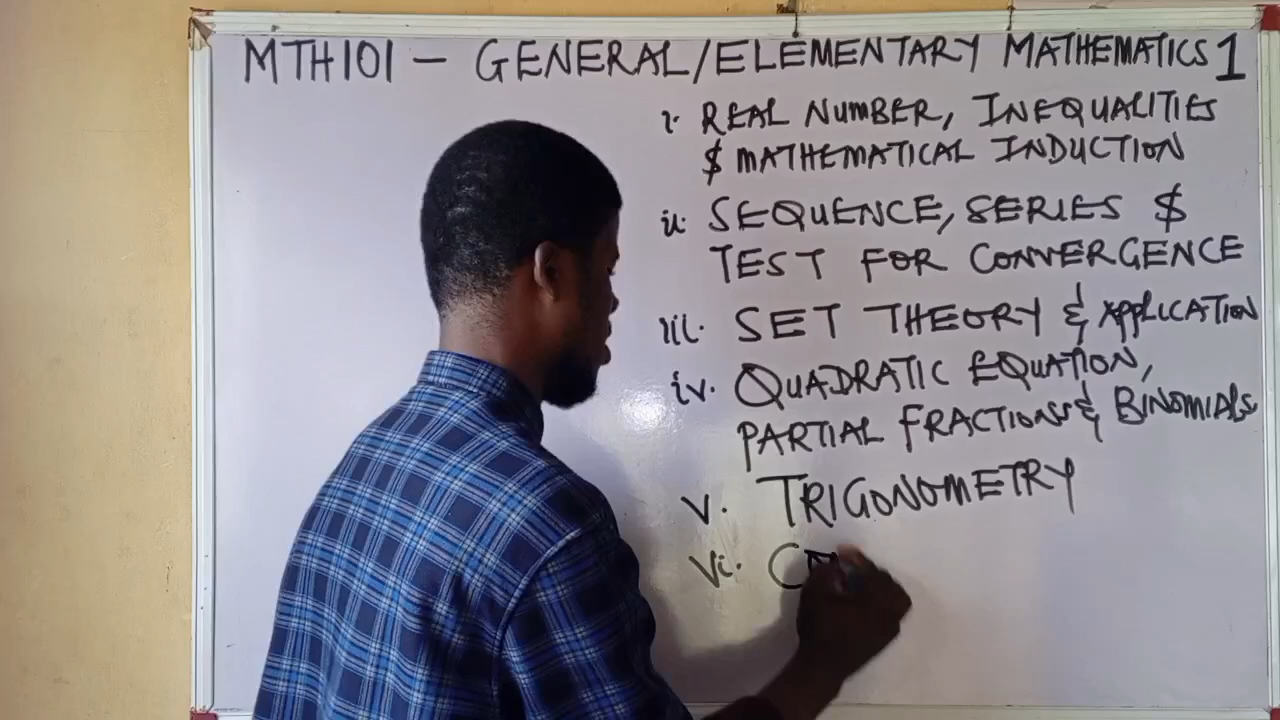 MTH101 - GENERAL/ELEMENTARY MATHEMATICS 1
i. REAL NUMBER, INEQUALITIES
$ MATHEMATICAL INDUCTION
ii. SEQUENCE, SERIES $
TEST FOR CONVERGENCE
iii. SET THEORY & APPLICATION
iv. QUADRATIC EQUATION,
PARTIAL FRACTIONS & BINOMIALS
V. TRIGONOMETRY
Vi. CO